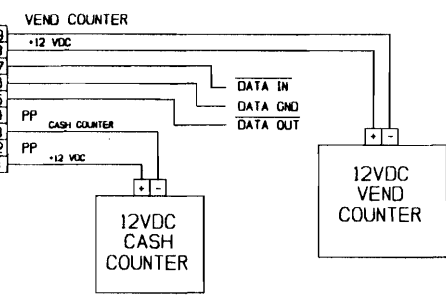 VEND COUNTER
+12 VDC
7
DATA IN
DATA GND
DATA OUT
PP
CASH COUNTER
PP
+12 VDC
+ -
12VDC
VEND
COUNTER
+ -
12VDC
CASH
COUNTER